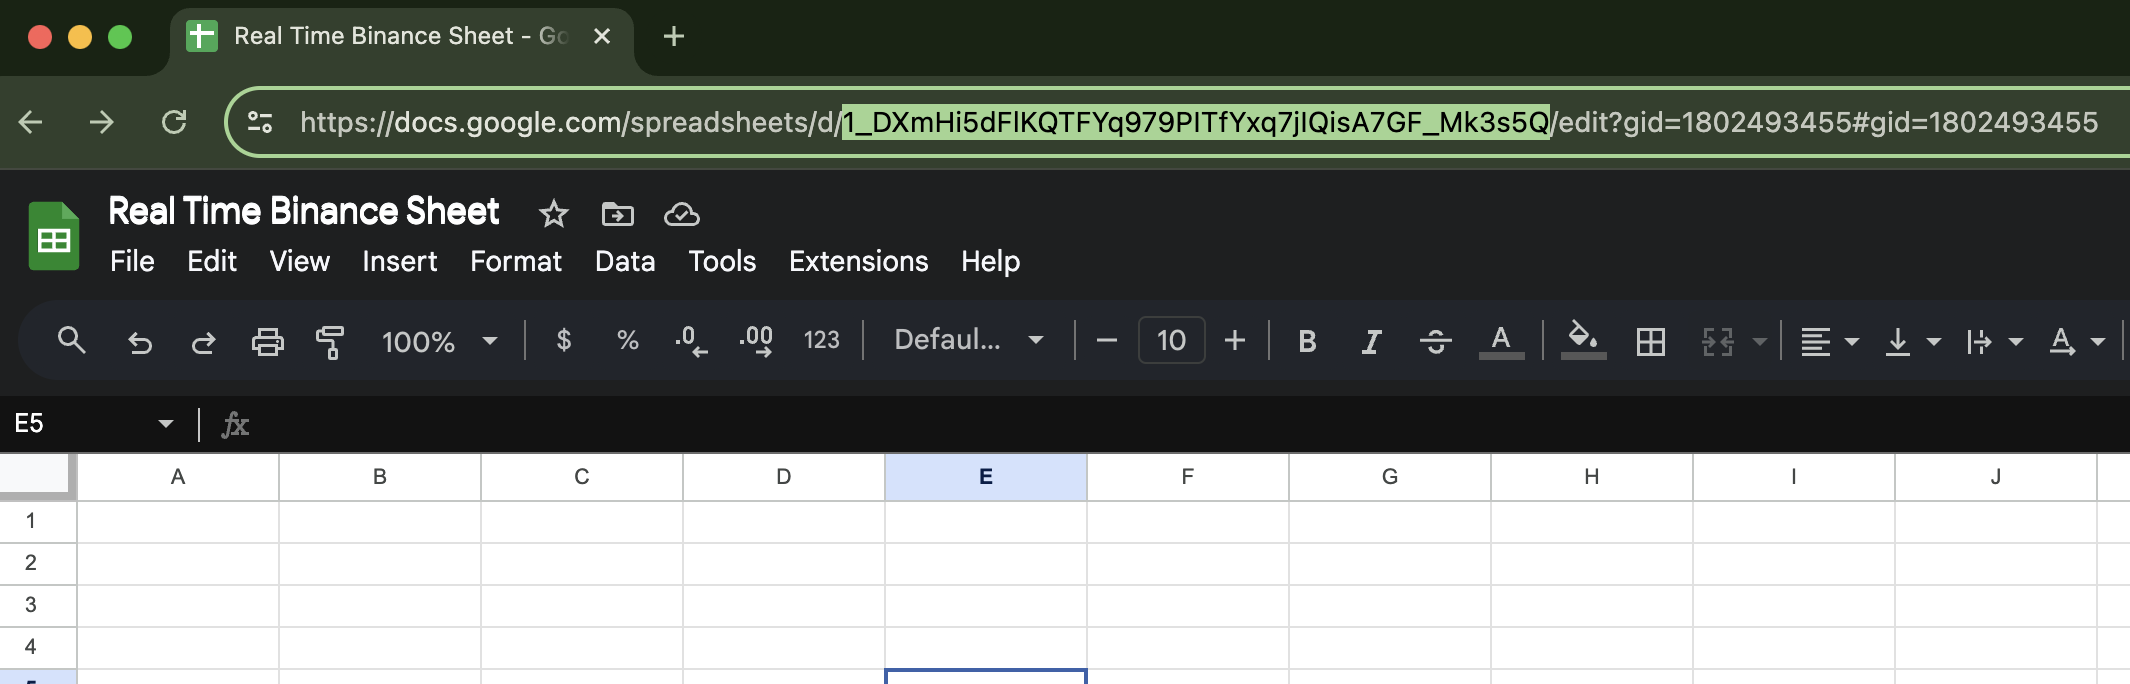 Real Time Binance Sheet - Go
https://docs.google.com/spreadsheets/d/1_DXmHi5dFlKQTFYq979PITfYxq7jlQisA7GF_Mk3s5Q/edit?gid=1802493455#gid=1802493455
Real Time Binance Sheet
File Edit View Insert Format Data Tools Extensions Help
100% $ % .0 .00 123 Defaul... 10 B I S A A
E5 fx
A B C D E F G H I J
1
2
3
4